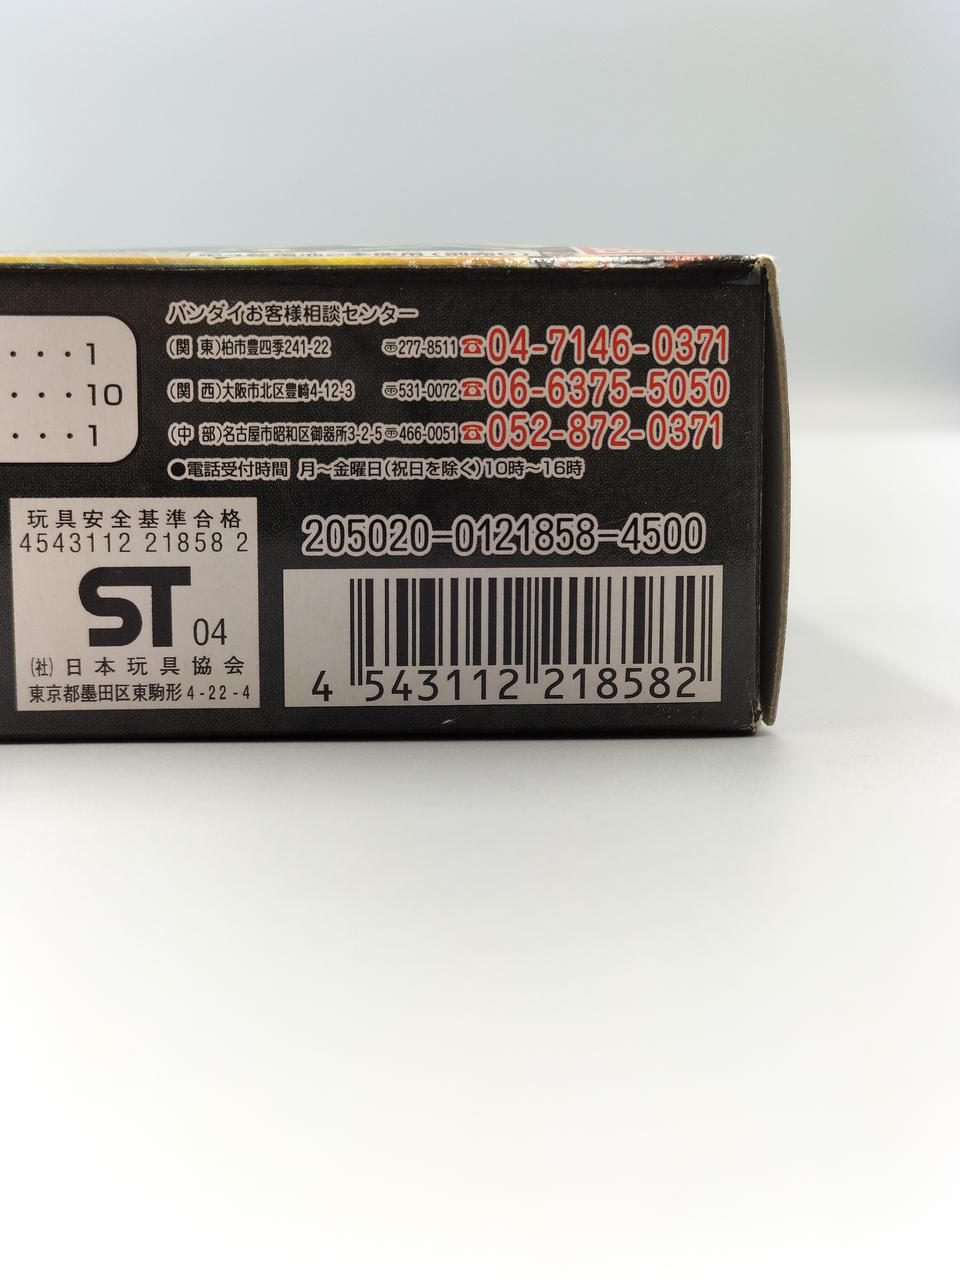 ・・・1
・・・・10
・・・・1
バンダイお客様相談センター
(関 東)柏市豊四季241-22 〒277-8511☎04-7146-0371
(関 西)大阪市北区豊崎4-12-3 〒531-0072☎06-6375-5050
(中 部)名古屋市昭和区御器所3-2-5〒466-0051☎052-872-0371
●電話受付時間 月〜金曜日(祝日を除く)10時〜16時
玩具安全基準合格
4543112 21858 2
ST 04
(社)日本玩具協会
東京都墨田区東駒形4-22-4
205020-0121858-4500
4 543112 218582